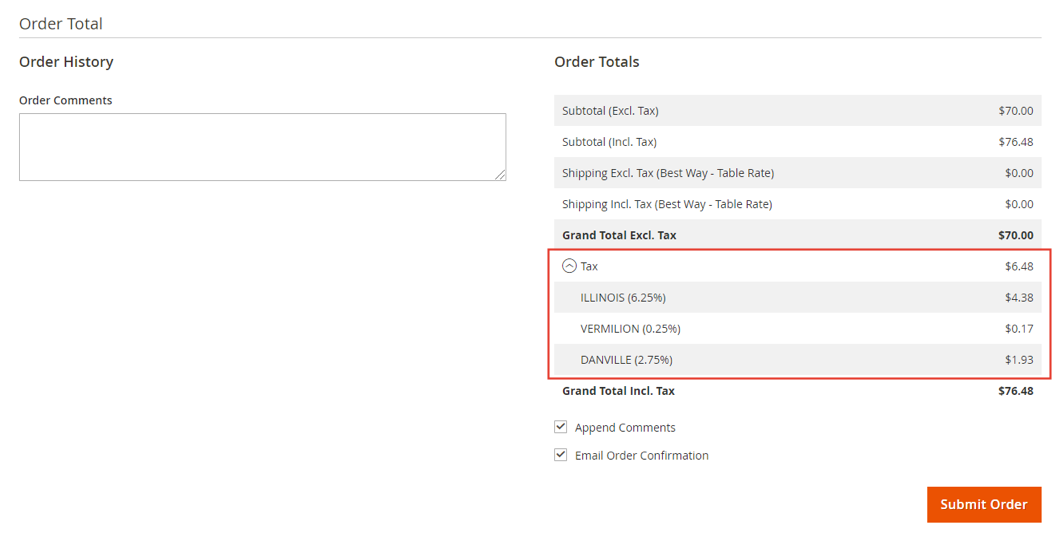 Order Total
Order History
Order Comments
Order Totals
Subtotal (Excl. Tax) $70.00
Subtotal (Incl. Tax) $76.48
Shipping Excl. Tax (Best Way - Table Rate) $0.00
Shipping Incl. Tax (Best Way - Table Rate) $0.00
Grand Total Excl. Tax $70.00
Tax $6.48
ILLINOIS (6.25%) $4.38
VERMILION (0.25%) $0.17
DANVILLE (2.75%) $1.93
Grand Total Incl. Tax $76.48
Append Comments
Email Order Confirmation
Submit Order